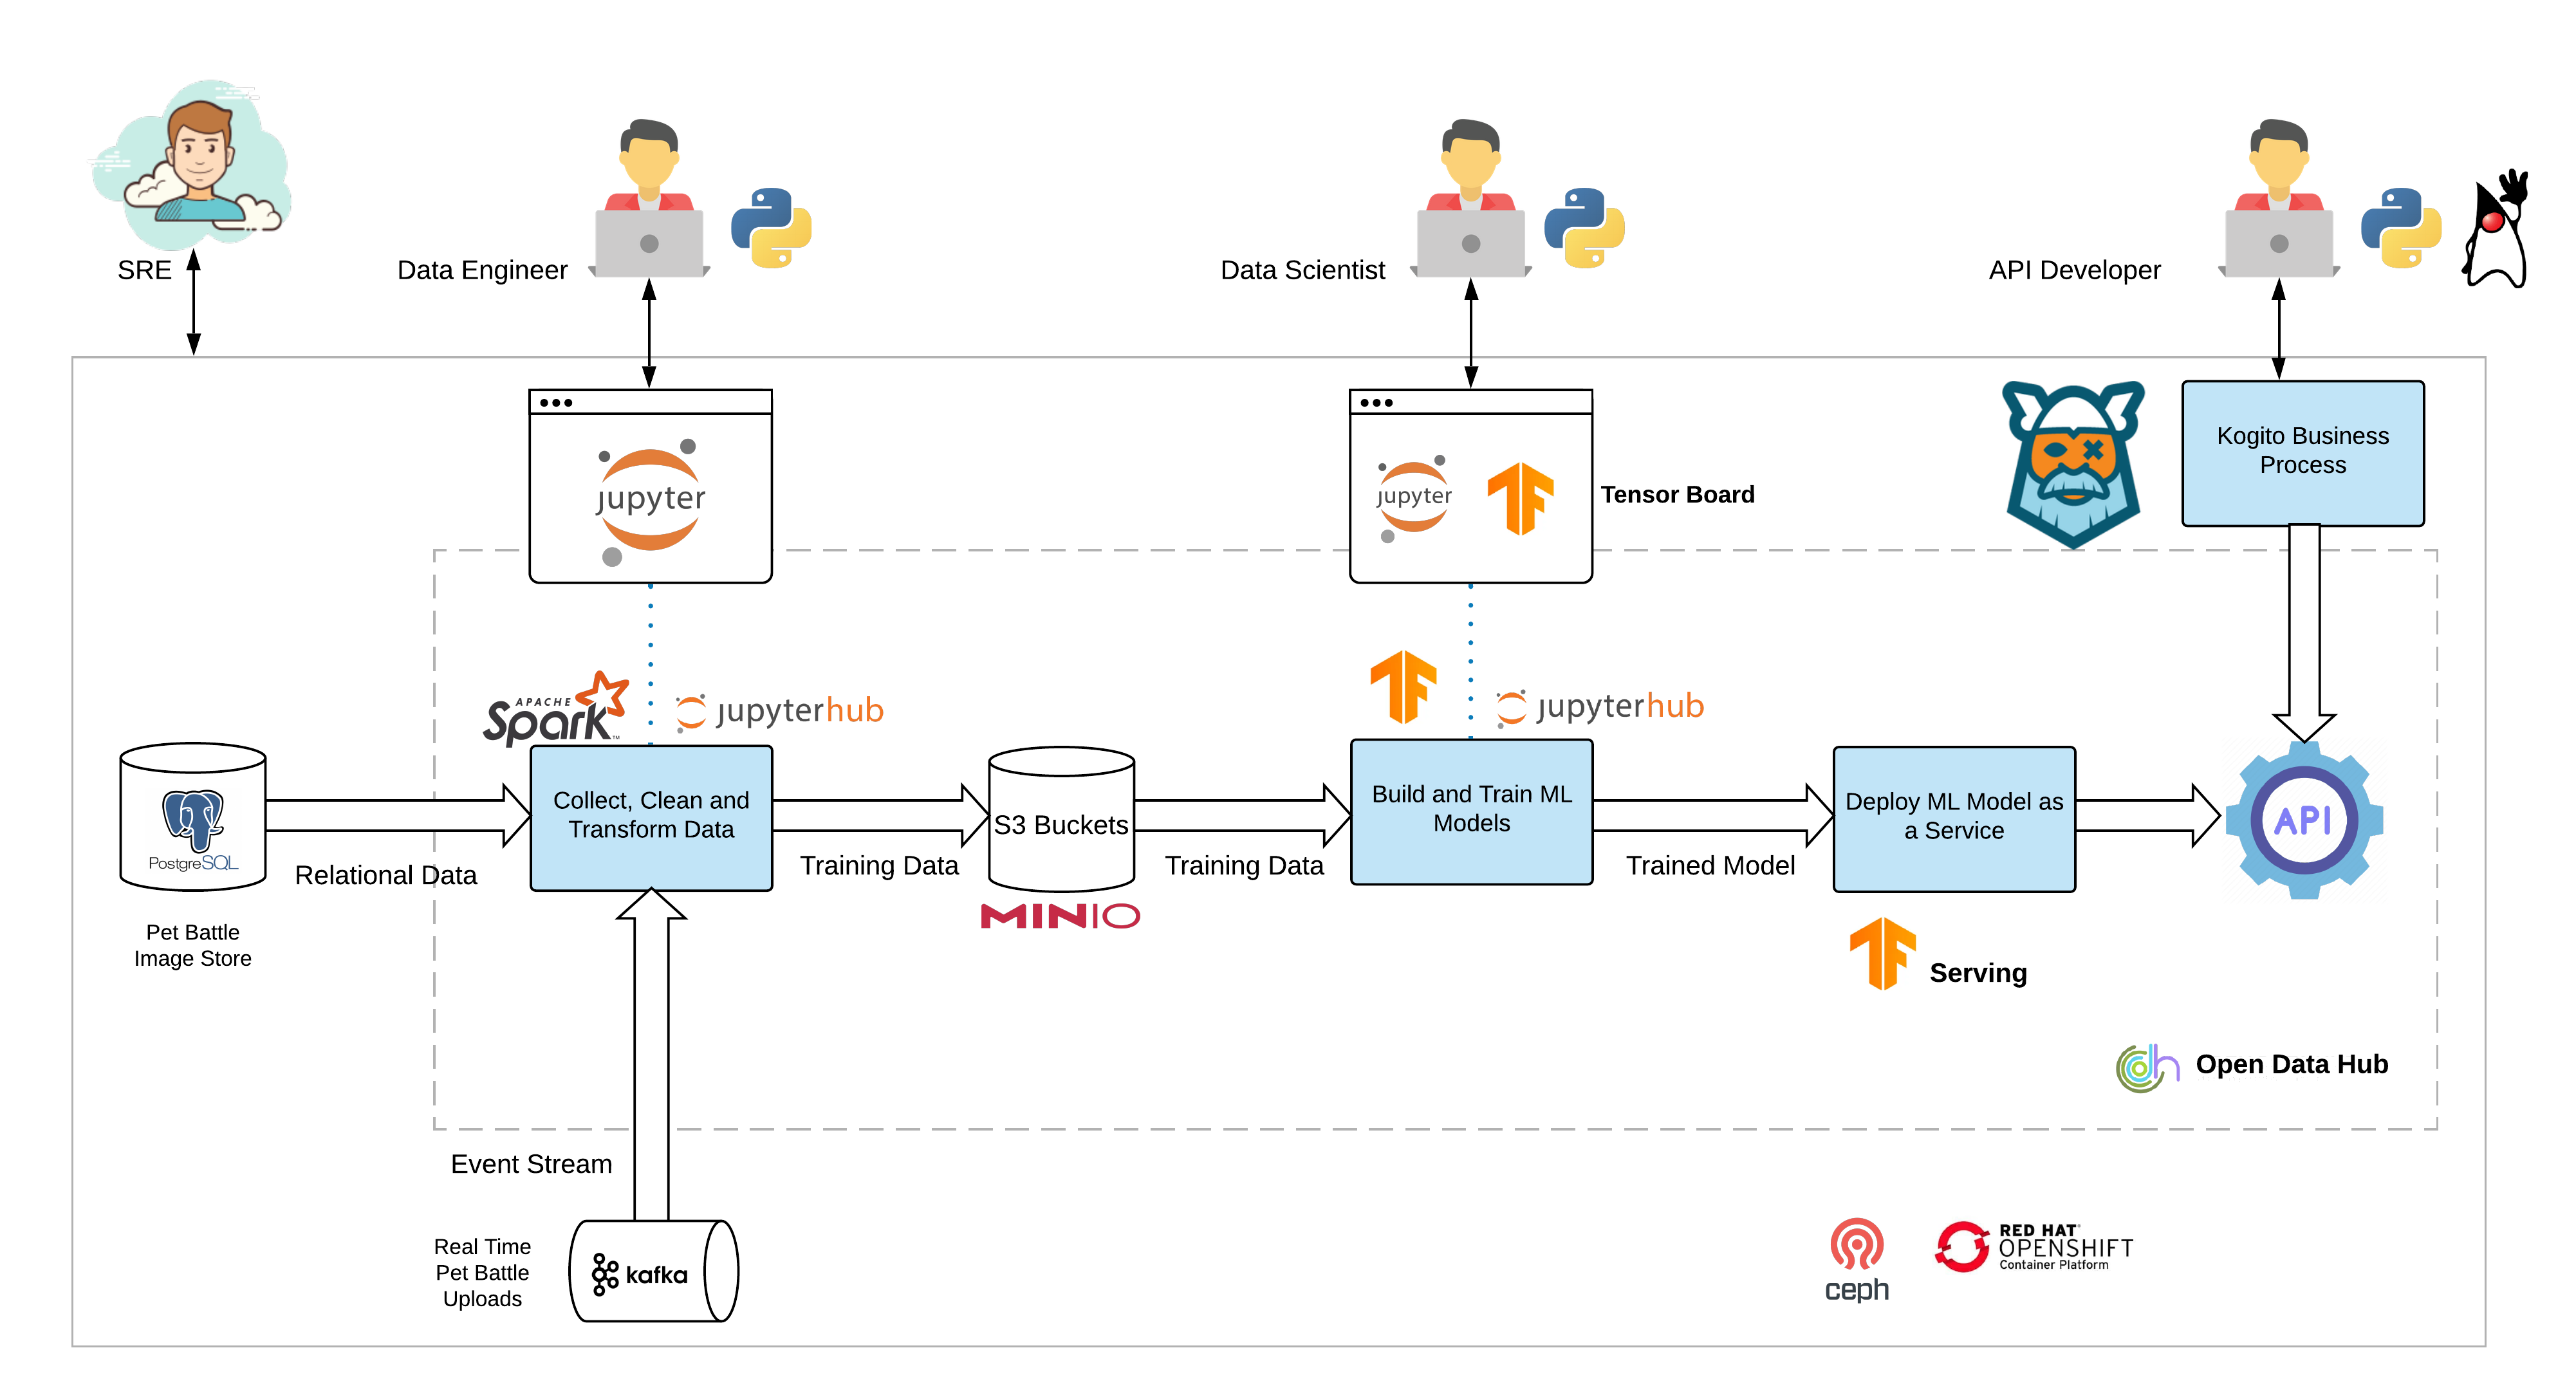 SRE
Data Engineer
Data Scientist
API Developer
jupyter
jupyter
Tensor Board
Kogito Business
Process
APACHE
Spark™
jupyterhub
jupyterhub
PostgreSQL
Relational Data
Pet Battle
Image Store
Collect, Clean and
Transform Data
Training Data
S3 Buckets
MINIO
Training Data
Build and Train ML
Models
Trained Model
Deploy ML Model as
a Service
Serving
API
dh Open Data Hub
Event Stream
Real Time
Pet Battle
Uploads
kafka
ceph
RED HAT®
OPENSHIFT
Container Platform